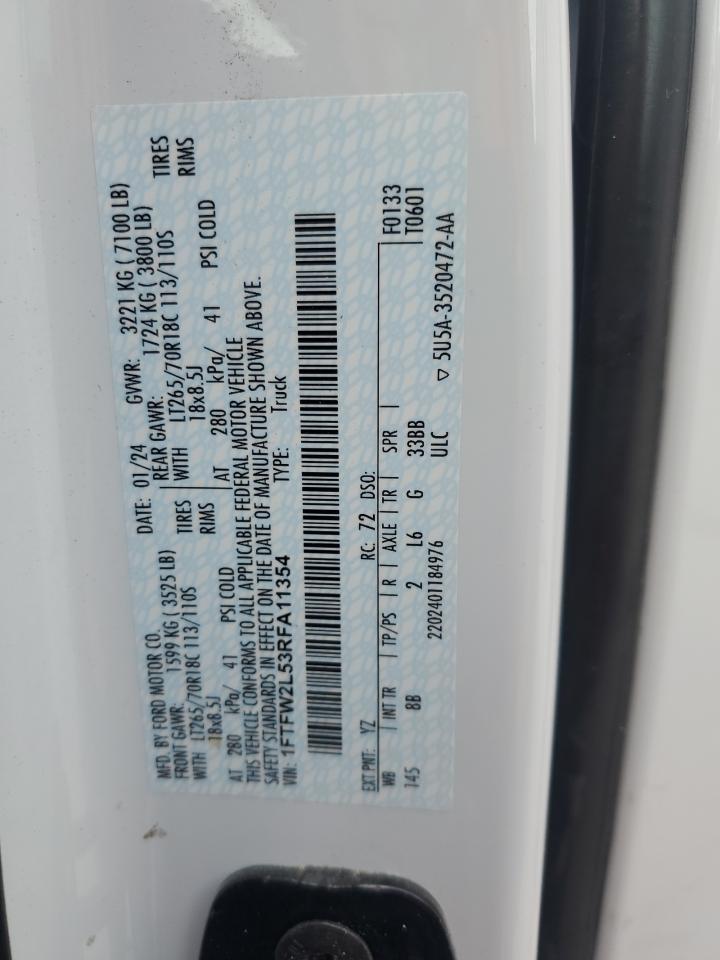 MFD. BY FORD MOTOR CO.
DATE: 01/24 GVWR: 3221 KG ( 7100 LB)
FRONT GAWR: 1599 KG ( 3525 LB) REAR GAWR: 1724 KG ( 3800 LB)
WITH LT265/70R18C 113/110S TIRES WITH LT265/70R18C 113/110S TIRES
18x8.5J RIMS 18x8.5J RIMS
AT 280 kPa/ 41 PSI COLD AT 280 kPa/ 41 PSI COLD
THIS VEHICLE CONFORMS TO ALL APPLICABLE FEDERAL MOTOR VEHICLE
SAFETY STANDARDS IN EFFECT ON THE DATE OF MANUFACTURE SHOWN ABOVE.
VIN: 1FTFW2L53RFA11354 TYPE: Truck
EXT PNT: YZ RC: 72 DSO:
WB INT TR TP/PS R AXLE TR SPR F0133
145 8B 2 L6 G 33BB T0601
2202401184976 ULC ▽ 5U5A-3520472-AA